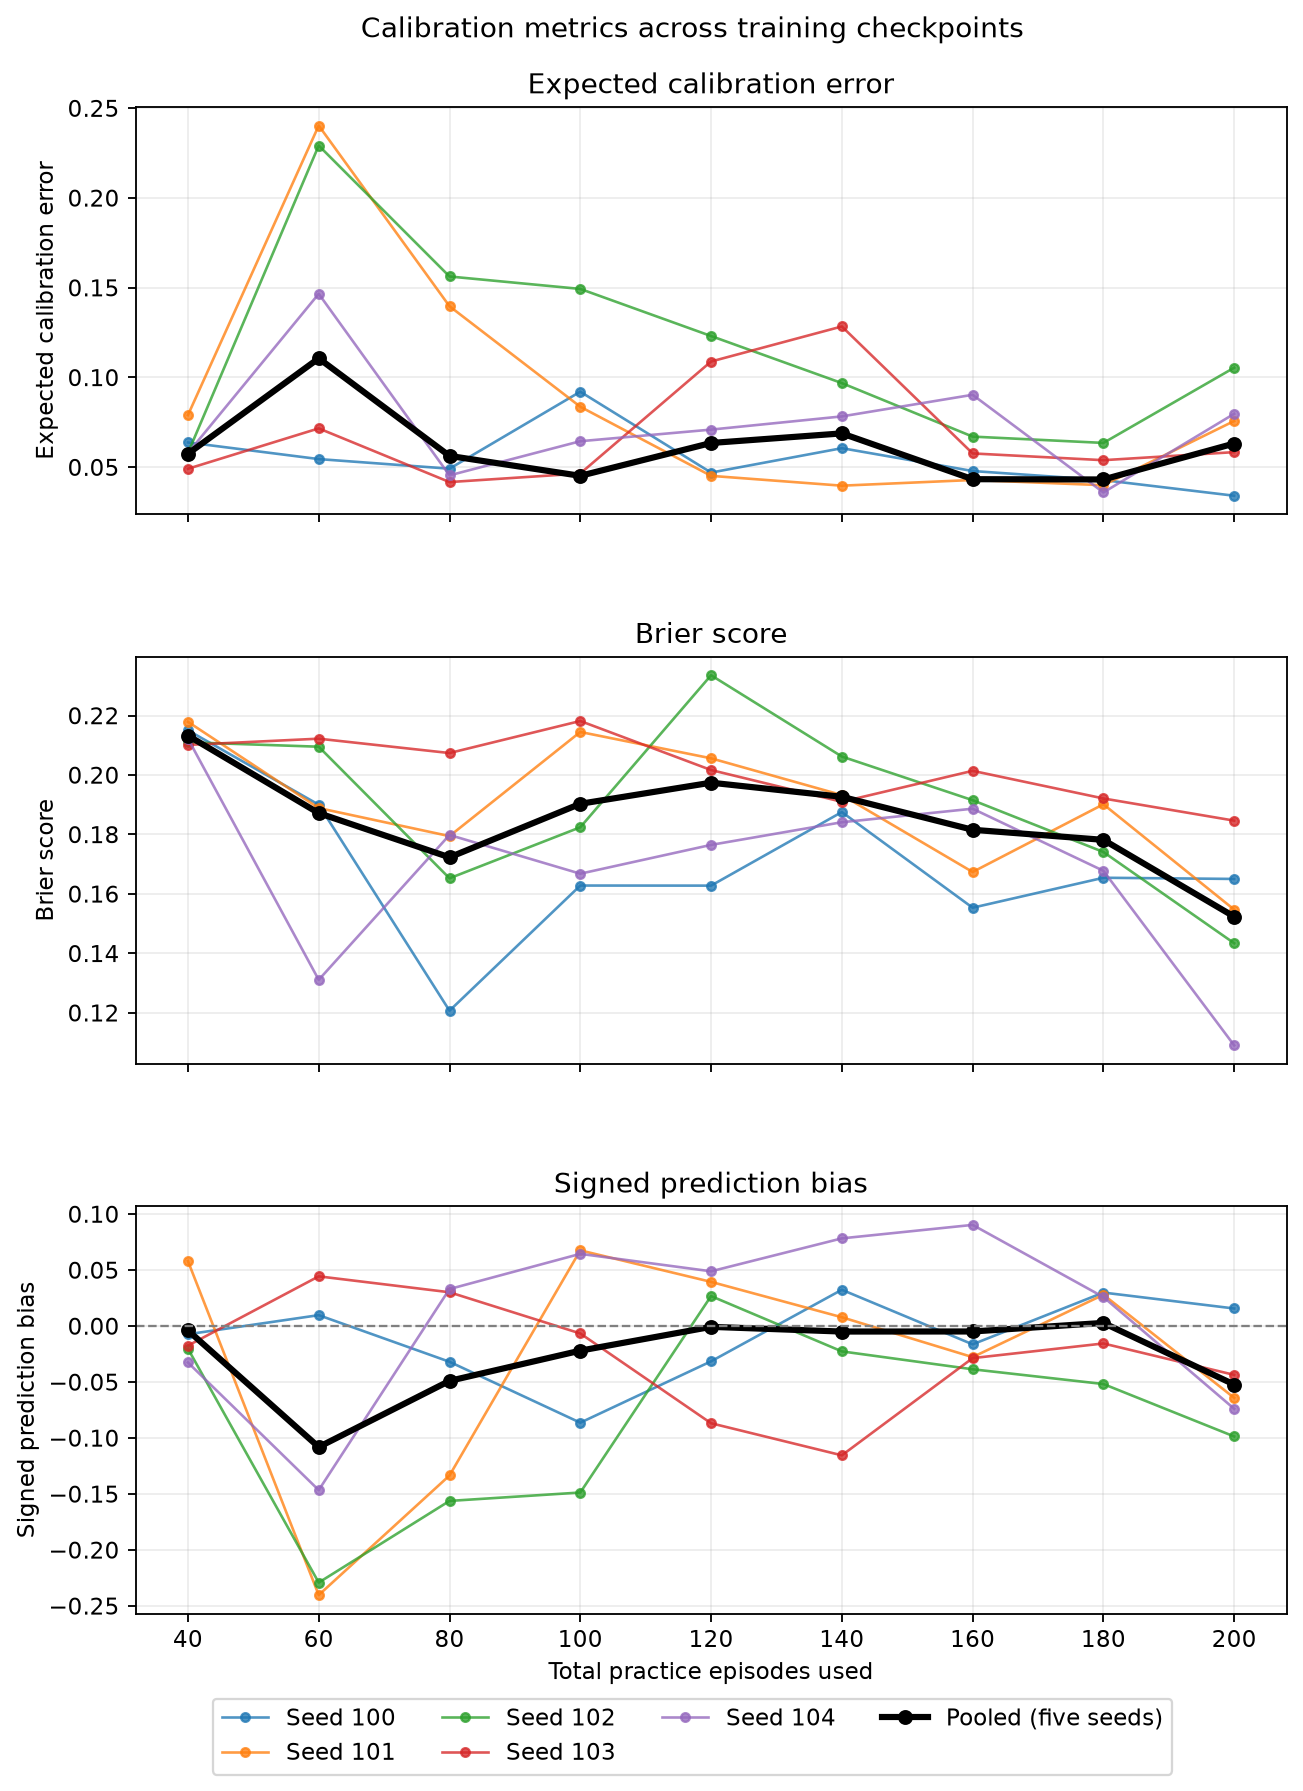 Calibration metrics across training checkpoints
Expected calibration error
Expected calibration error
0.25
0.20
0.15
0.10
0.05
Brier score
Brier score
0.22
0.20
0.18
0.16
0.14
0.12
Signed prediction bias
Signed prediction bias
0.10
0.05
0.00
−0.05
−0.10
−0.15
−0.20
−0.25
40 60 80 100 120 140 160 180 200
Total practice episodes used
Seed 100 Seed 102 Seed 104 Pooled (five seeds)
Seed 101 Seed 103